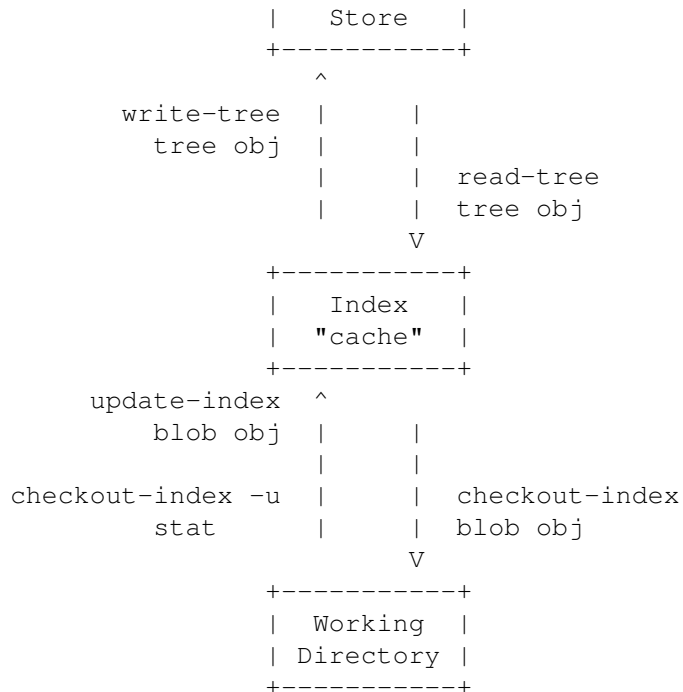 |   Store   |
+-----------+
^
write-tree | |
tree obj | |
| | read-tree
| | tree obj
V
+-----------+
|   Index   |
|  "cache"  |
+-----------+
update-index ^
blob obj | |
| |
checkout-index -u | | checkout-index
stat | | blob obj
V
+-----------+
|  Working  |
| Directory |
+-----------+